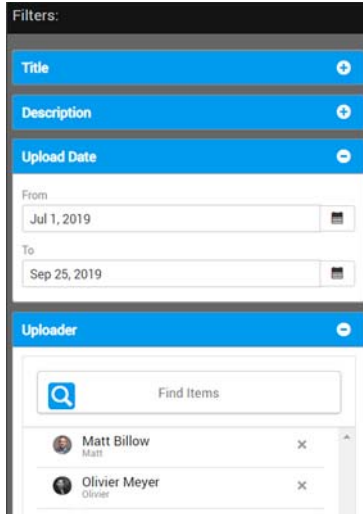 Filters:
Title
Description
Upload Date
From
Jul 1, 2019
To
Sep 25, 2019
Uploader
Find Items
Matt Billow
Matt
Olivier Meyer
Olivier